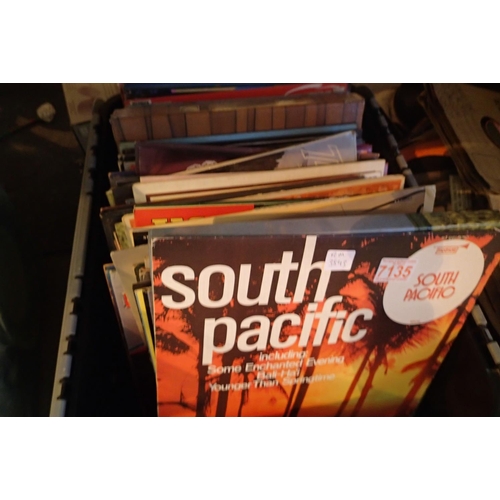 south
pacific
including:
Some Enchanted Evening
Bali-Ha'i
Younger Than Springtime
7135
SOUTH
PACIFIC